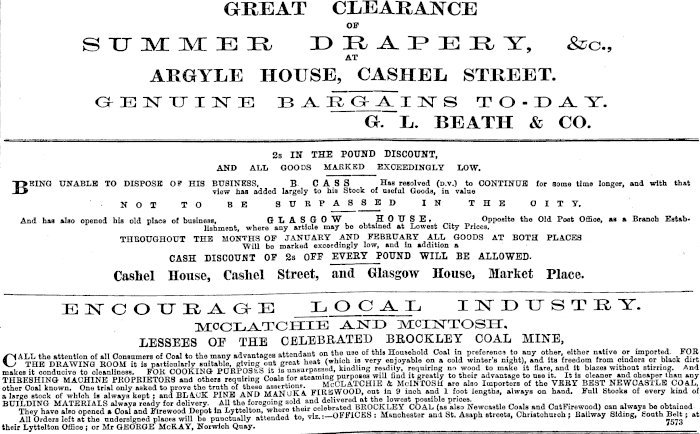 GREAT CLEARANCE
OF
SUMMER DRAPERY, &c.,
AT
ARGYLE HOUSE, CASHEL STREET.
GENUINE BARGAINS TO-DAY.
G. L. BEATH & CO.
2s IN THE POUND DISCOUNT,
AND ALL GOODS MARKED EXCEEDINGLY LOW.
BEING UNABLE TO DISPOSE OF HIS BUSINESS, B CASS Has resolved (D.V.) to CONTINUE for some time longer, and with that
view has added largely to his Stock of useful Goods, in value
NOT TO BE SURPASSED IN THE CITY.
And has also opened his old place of business, GLASGOW HOUSE. Opposite the Old Post Office, as a Branch Estab-
lishment, where any article may be obtained at Lowest City Prices.
THROUGHOUT THE MONTHS OF JANUARY AND FEBRUARY ALL GOODS AT BOTH PLACES
Will be marked exceedingly low, and in addition a
CASH DISCOUNT OF 2s OFF EVERY POUND WILL BE ALLOWED.
Cashel House, Cashel Street, and Glasgow House, Market Place.
ENCOURAGE LOCAL INDUSTRY.
McCLATCHIE AND McINTOSH,
LESSEES OF THE CELEBRATED BROCKLEY COAL MINE,
CALL the attention of all Consumers of Coal to the many advantages attendant on the use of this Household Coal in preference to any other, either native or imported. FOR
THE DRAWING ROOM it is particularly suitable, giving out great heat (which is very enjoyable on a cold winter's night), and its freedom from cinders or black dirt
makes it conducive to cleanliness. FOR COOKING PURPOSES it is unsurpassed, kindling readily, requiring no wood to make it flare, and it blazes without stirring. And
THRESHING MACHINE PROPRIETORS and others requiring Coals for steaming purposes will find it greatly to their advantage to use it. It is cleaner and cheaper than any
other Coal known. One trial only asked to prove the truth of these assertions. McCLATCHIE & McINTOSH are also Importers of the VERY BEST NEWCASTLE COAL,
a large stock of which is always kept; and BLACK PINE AND MANUKA FIREWOOD, cut in 9 inch and 1 foot lengths, always on hand. Full Stocks of every kind of
BUILDING MATERIALS always ready for delivery. All the foregoing sold and delivered at the lowest possible prices.
They have also opened a Coal and Firewood Depot in Lyttelton, where their celebrated BROCKLEY COAL (as also Newcastle Coals and Cut Firewood) can always be obtained.
All Orders left at the undersigned places will be punctually attended to, viz.:—OFFICES: Manchester and St. Asaph streets, Christchurch; Railway Siding, South Belt; at
their Lyttelton Office; or Mr GEORGE McKAY, Norwich Quay. 7573